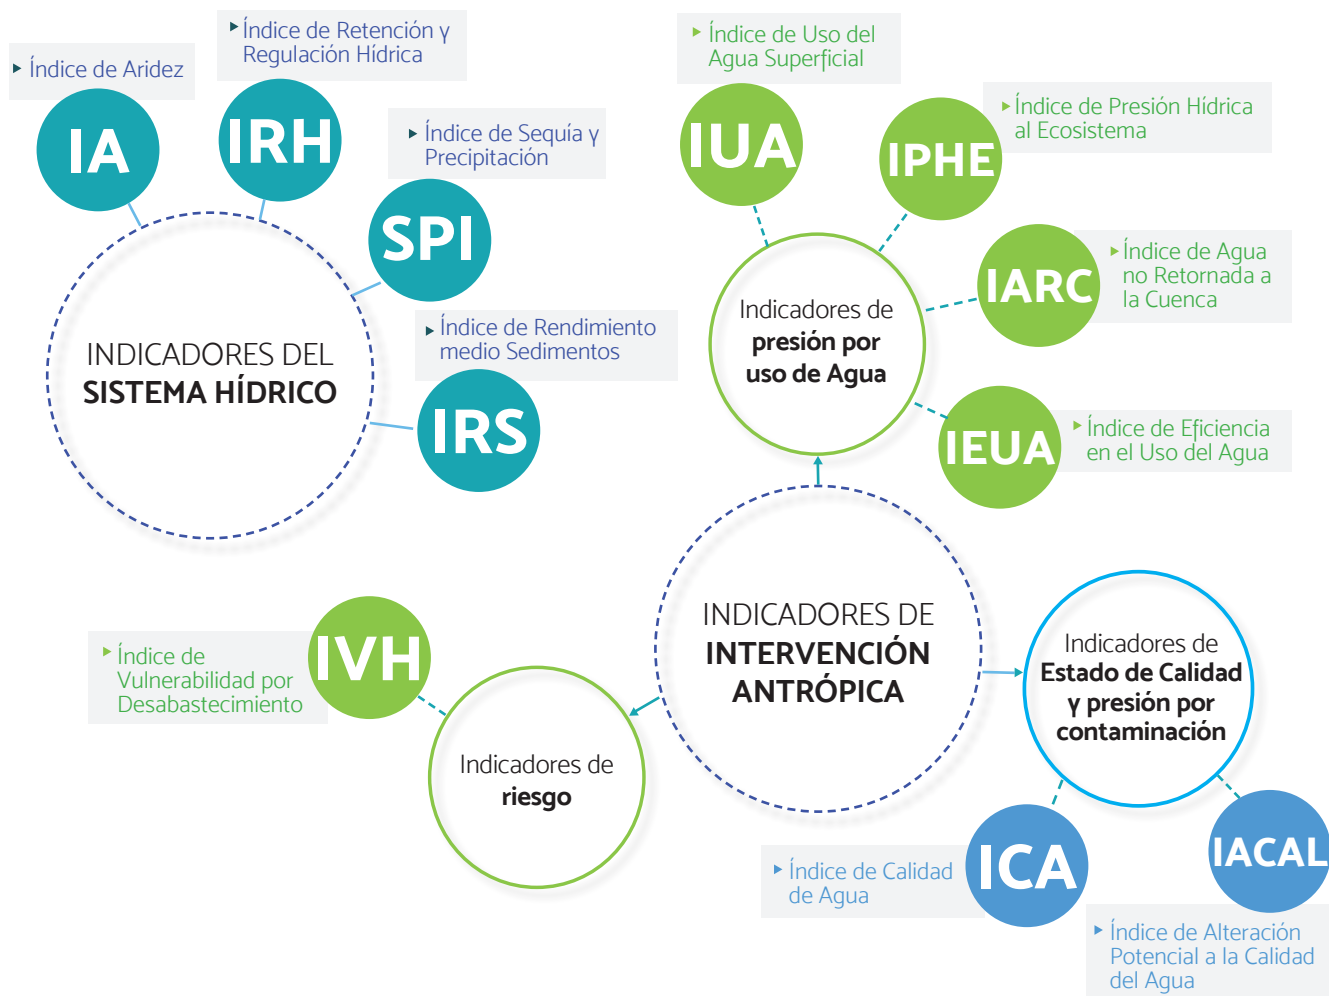 Índice de Aridez
IA
Índice de Retención y
Regulación Hídrica
IRH
Índice de Sequía y
Precipitación
SPI
Índice de Rendimiento
medio Sedimentos
IRS
INDICADORES DEL
SISTEMA HÍDRICO
Índice de Uso del
Agua Superficial
IUA
Índice de Presión Hídrica
al Ecosistema
IPHE
Índice de Agua
no Retornada a
la Cuenca
IARC
Índice de Eficiencia
en el Uso del Agua
IEUA
Indicadores de
presión por
uso de Agua
INDICADORES DE
INTERVENCIÓN
ANTRÓPICA
Índice de
Vulnerabilidad por
Desabastecimiento
IVH
Indicadores de
riesgo
Indicadores de
Estado de Calidad
y presión por
contaminación
Índice de Calidad
de Agua
ICA
IACAL
Índice de Alteración
Potencial a la Calidad
del Agua